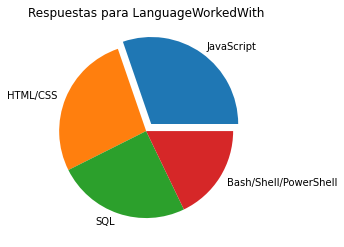 Respuestas para LanguageWorkedWith
JavaScript
HTML/CSS
Bash/Shell/PowerShell
SQL